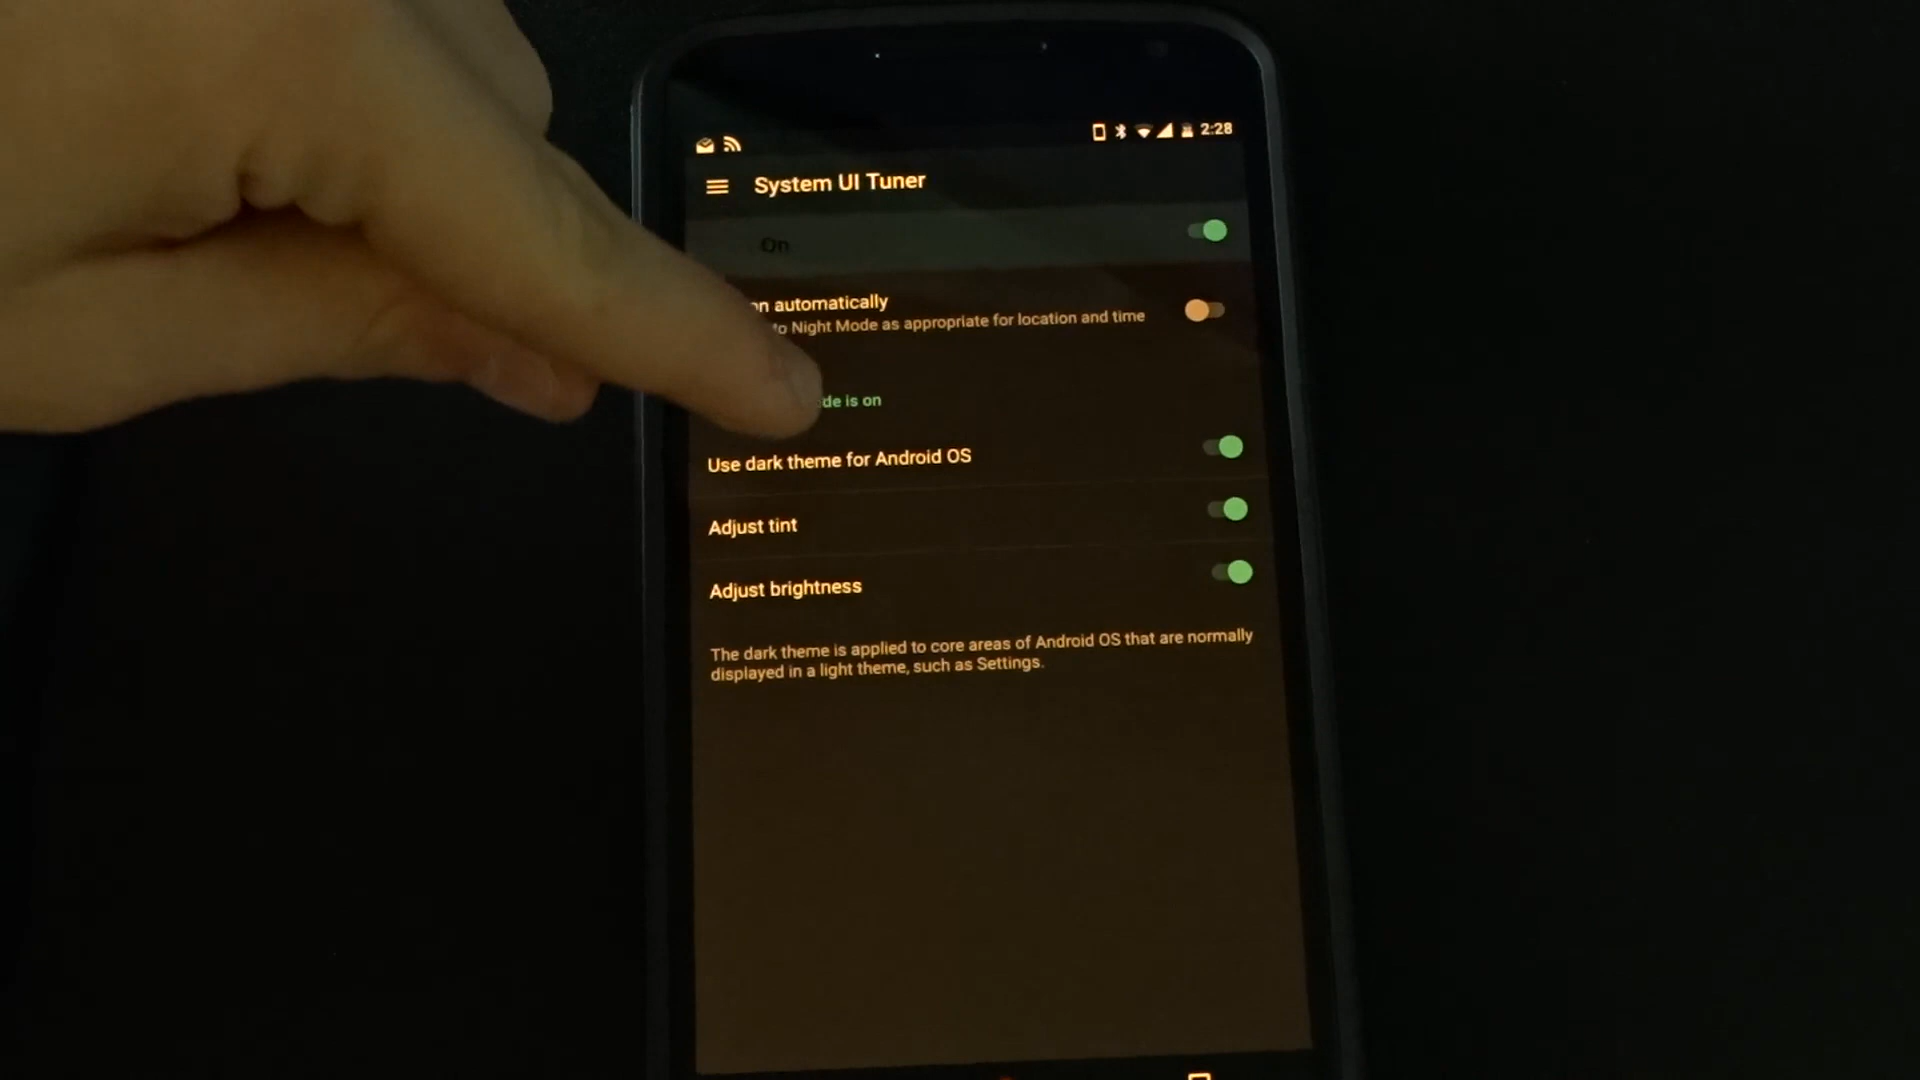 2:28
System UI Tuner
On
on automatically
to Night Mode as appropriate for location and time
de is on
Use dark theme for Android OS
Adjust tint
Adjust brightness
The dark theme is applied to core areas of Android OS that are normally
displayed in a light theme, such as Settings.